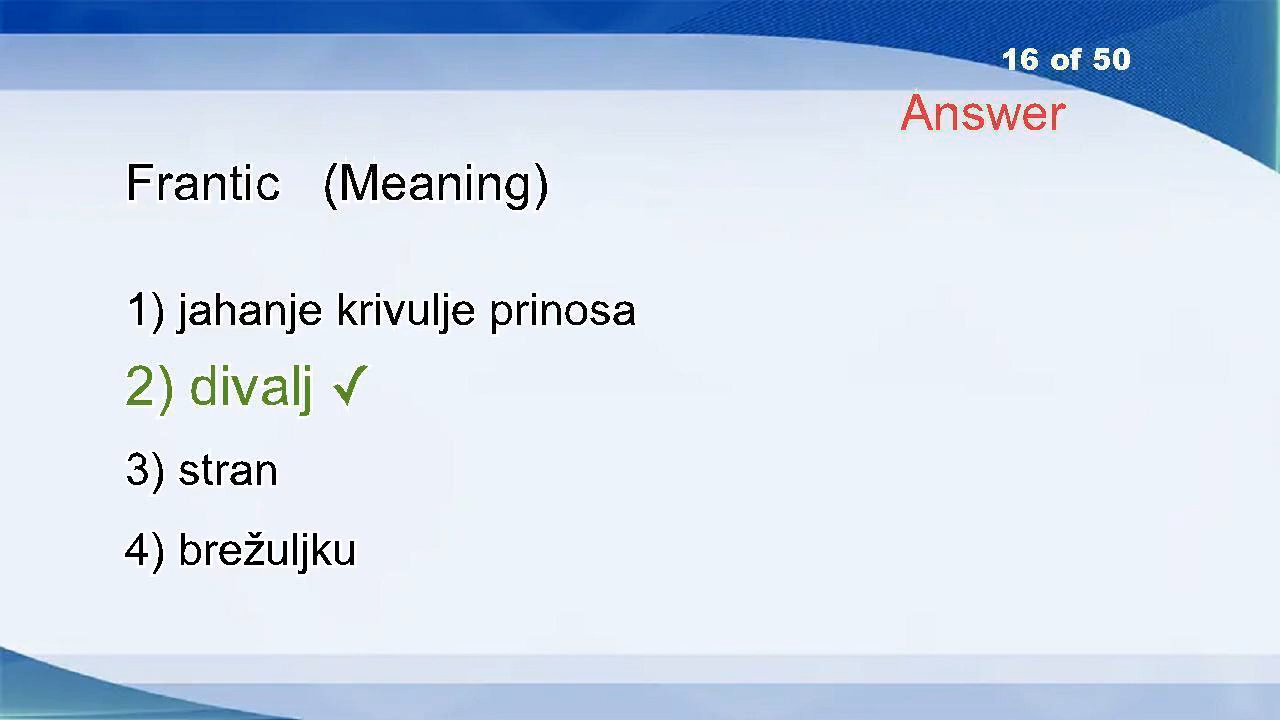 16 of 50
Answer
Frantic (Meaning)
1) jahanje krivulje prinosa
2) divalj ✓
3) stran
4) brežuljku